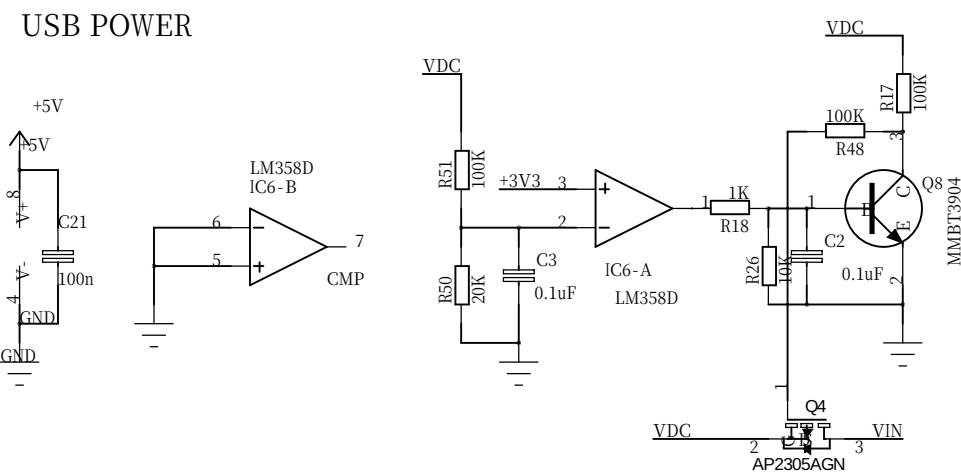 USB POWER
+5V
+5V
8
V+
C21
V-
100n
4
GND
GND
LM358D
IC6-B
6
5
7
CMP
VDC
R51
100K
+3V3
3
2
R50
20K
C3
0.1uF
IC6-A
LM358D
1
1K
R18
VDC
R17
100K
100K
R48
3
Q8
MMBT3904
C
B
E
1
2
R26
10K
C2
0.1uF
1
Q4
VDC
2
3
VIN
AP2305AGN